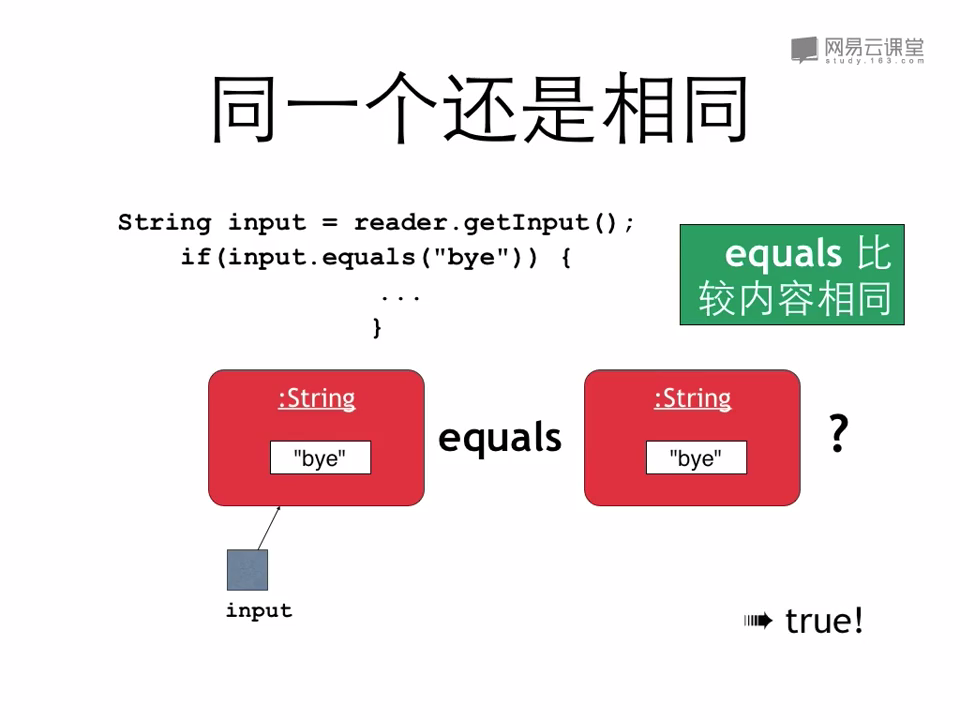 网易云课堂
study.163.com
同一个还是相同
String input = reader.getInput();
if(input.equals("bye")) {
...
}
equals 比
较内容相同
:String
"bye"
equals
:String
"bye"
?
input
➠ true!